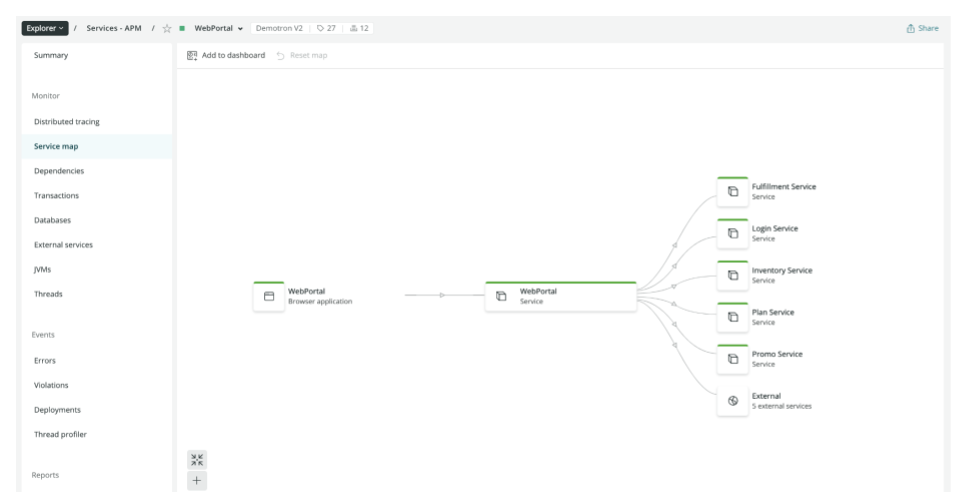 Explorer / Services - APM / WebPortal Demotron V2 27 12 Share
Summary
Add to dashboard Reset map
Monitor
Distributed tracing
Service map
Dependencies
Transactions
Databases
External services
JVMs
Threads
Events
Errors
Violations
Deployments
Thread profiler
Reports
WebPortal
Browser application
WebPortal
Service
Fulfillment Service
Service
Login Service
Service
Inventory Service
Service
Plan Service
Service
Promo Service
Service
External
5 external services